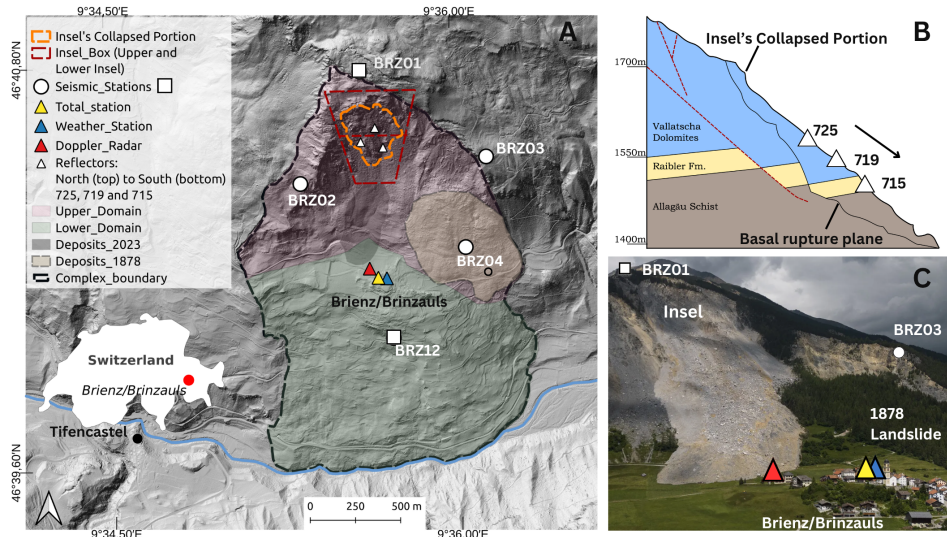 9°34,50'E
9°36,00'E
46°40,80'N
46°39,60'N
A
Insel's Collapsed Portion
Insel_Box (Upper and
Lower Insel)
Seismic_Stations
Total_station
Weather_Station
Doppler_Radar
Reflectors:
North (top) to South (bottom)
725, 719 and 715
Upper_Domain
Lower_Domain
Deposits_2023
Deposits_1878
Complex_boundary
BRZ01
BRZ03
BRZ02
BRZ04
Brienz/Brinzauls
BRZ12
Switzerland
Brienz/Brinzauls
Tifencastel
0 500 m
9°34,50'E
9°36,00'E
B
Insel's Collapsed Portion
1700m
Vallatscha
Dolomites
725
719
1550m
Raibler Fm.
715
Allagäu Schist
Basal rupture plane
1400m
BRZ01
C
Insel
BRZ03
1878
Landslide
Brienz/Brinzauls